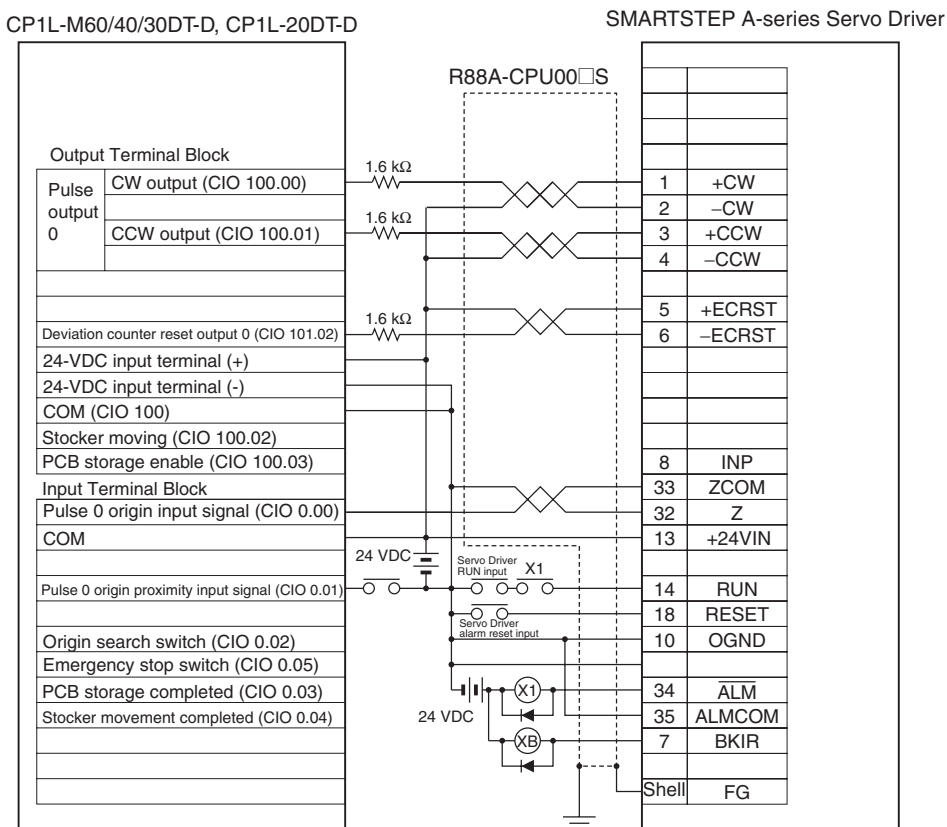 CP1L-M60/40/30DT-D, CP1L-20DT-D
SMARTSTEP A-series Servo Driver
R88A-CPU00□S
Output Terminal Block
Pulse output 0
CW output (CIO 100.00)
1.6 kΩ
1 +CW
2 −CW
CCW output (CIO 100.01)
1.6 kΩ
3 +CCW
4 −CCW
5 +ECRST
Deviation counter reset output 0 (CIO 101.02)
1.6 kΩ
6 −ECRST
24-VDC input terminal (+)
24-VDC input terminal (-)
COM (CIO 100)
Stocker moving (CIO 100.02)
PCB storage enable (CIO 100.03)
8 INP
Input Terminal Block
33 ZCOM
Pulse 0 origin input signal (CIO 0.00)
32 Z
COM
13 +24VIN
24 VDC
Servo Driver
RUN input
X1
Pulse 0 origin proximity input signal (CIO 0.01)
14 RUN
18 RESET
Servo Driver
alarm reset input
Origin search switch (CIO 0.02)
10 OGND
Emergency stop switch (CIO 0.05)
PCB storage completed (CIO 0.03)
X1
34 ALM
Stocker movement completed (CIO 0.04)
24 VDC
35 ALMCOM
XB
7 BKIR
Shell FG